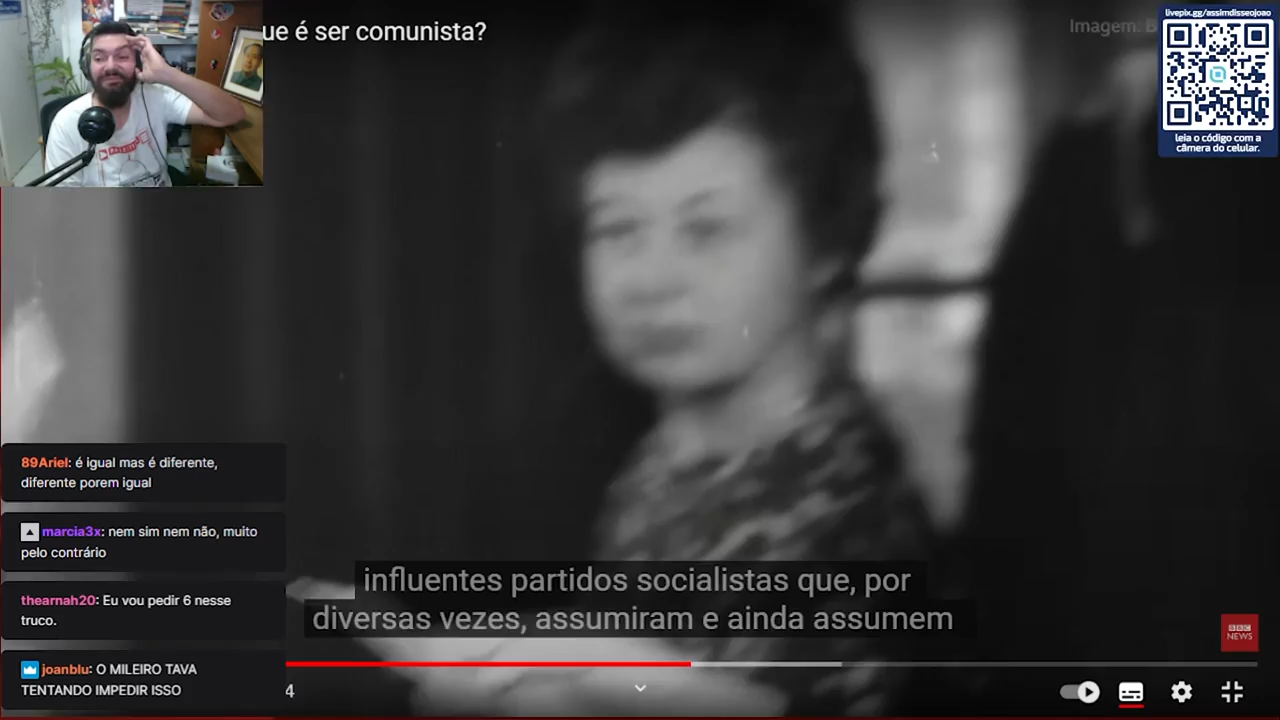 ue é ser comunista?
Imagem: B
livepix.gg/assimdisseojoao
leia o código com a
câmera do celular.
89Ariel: é igual mas é diferente,
diferente porem igual
marcia3x: nem sim nem não, muito
pelo contrário
thearnah20: Eu vou pedir 6 nesse
truco.
joanblu: O MILEIRO TAVA
TENTANDO IMPEDIR ISSO
influentes partidos socialistas que, por
diversas vezes, assumiram e ainda assumem
BBC
NEWS
4